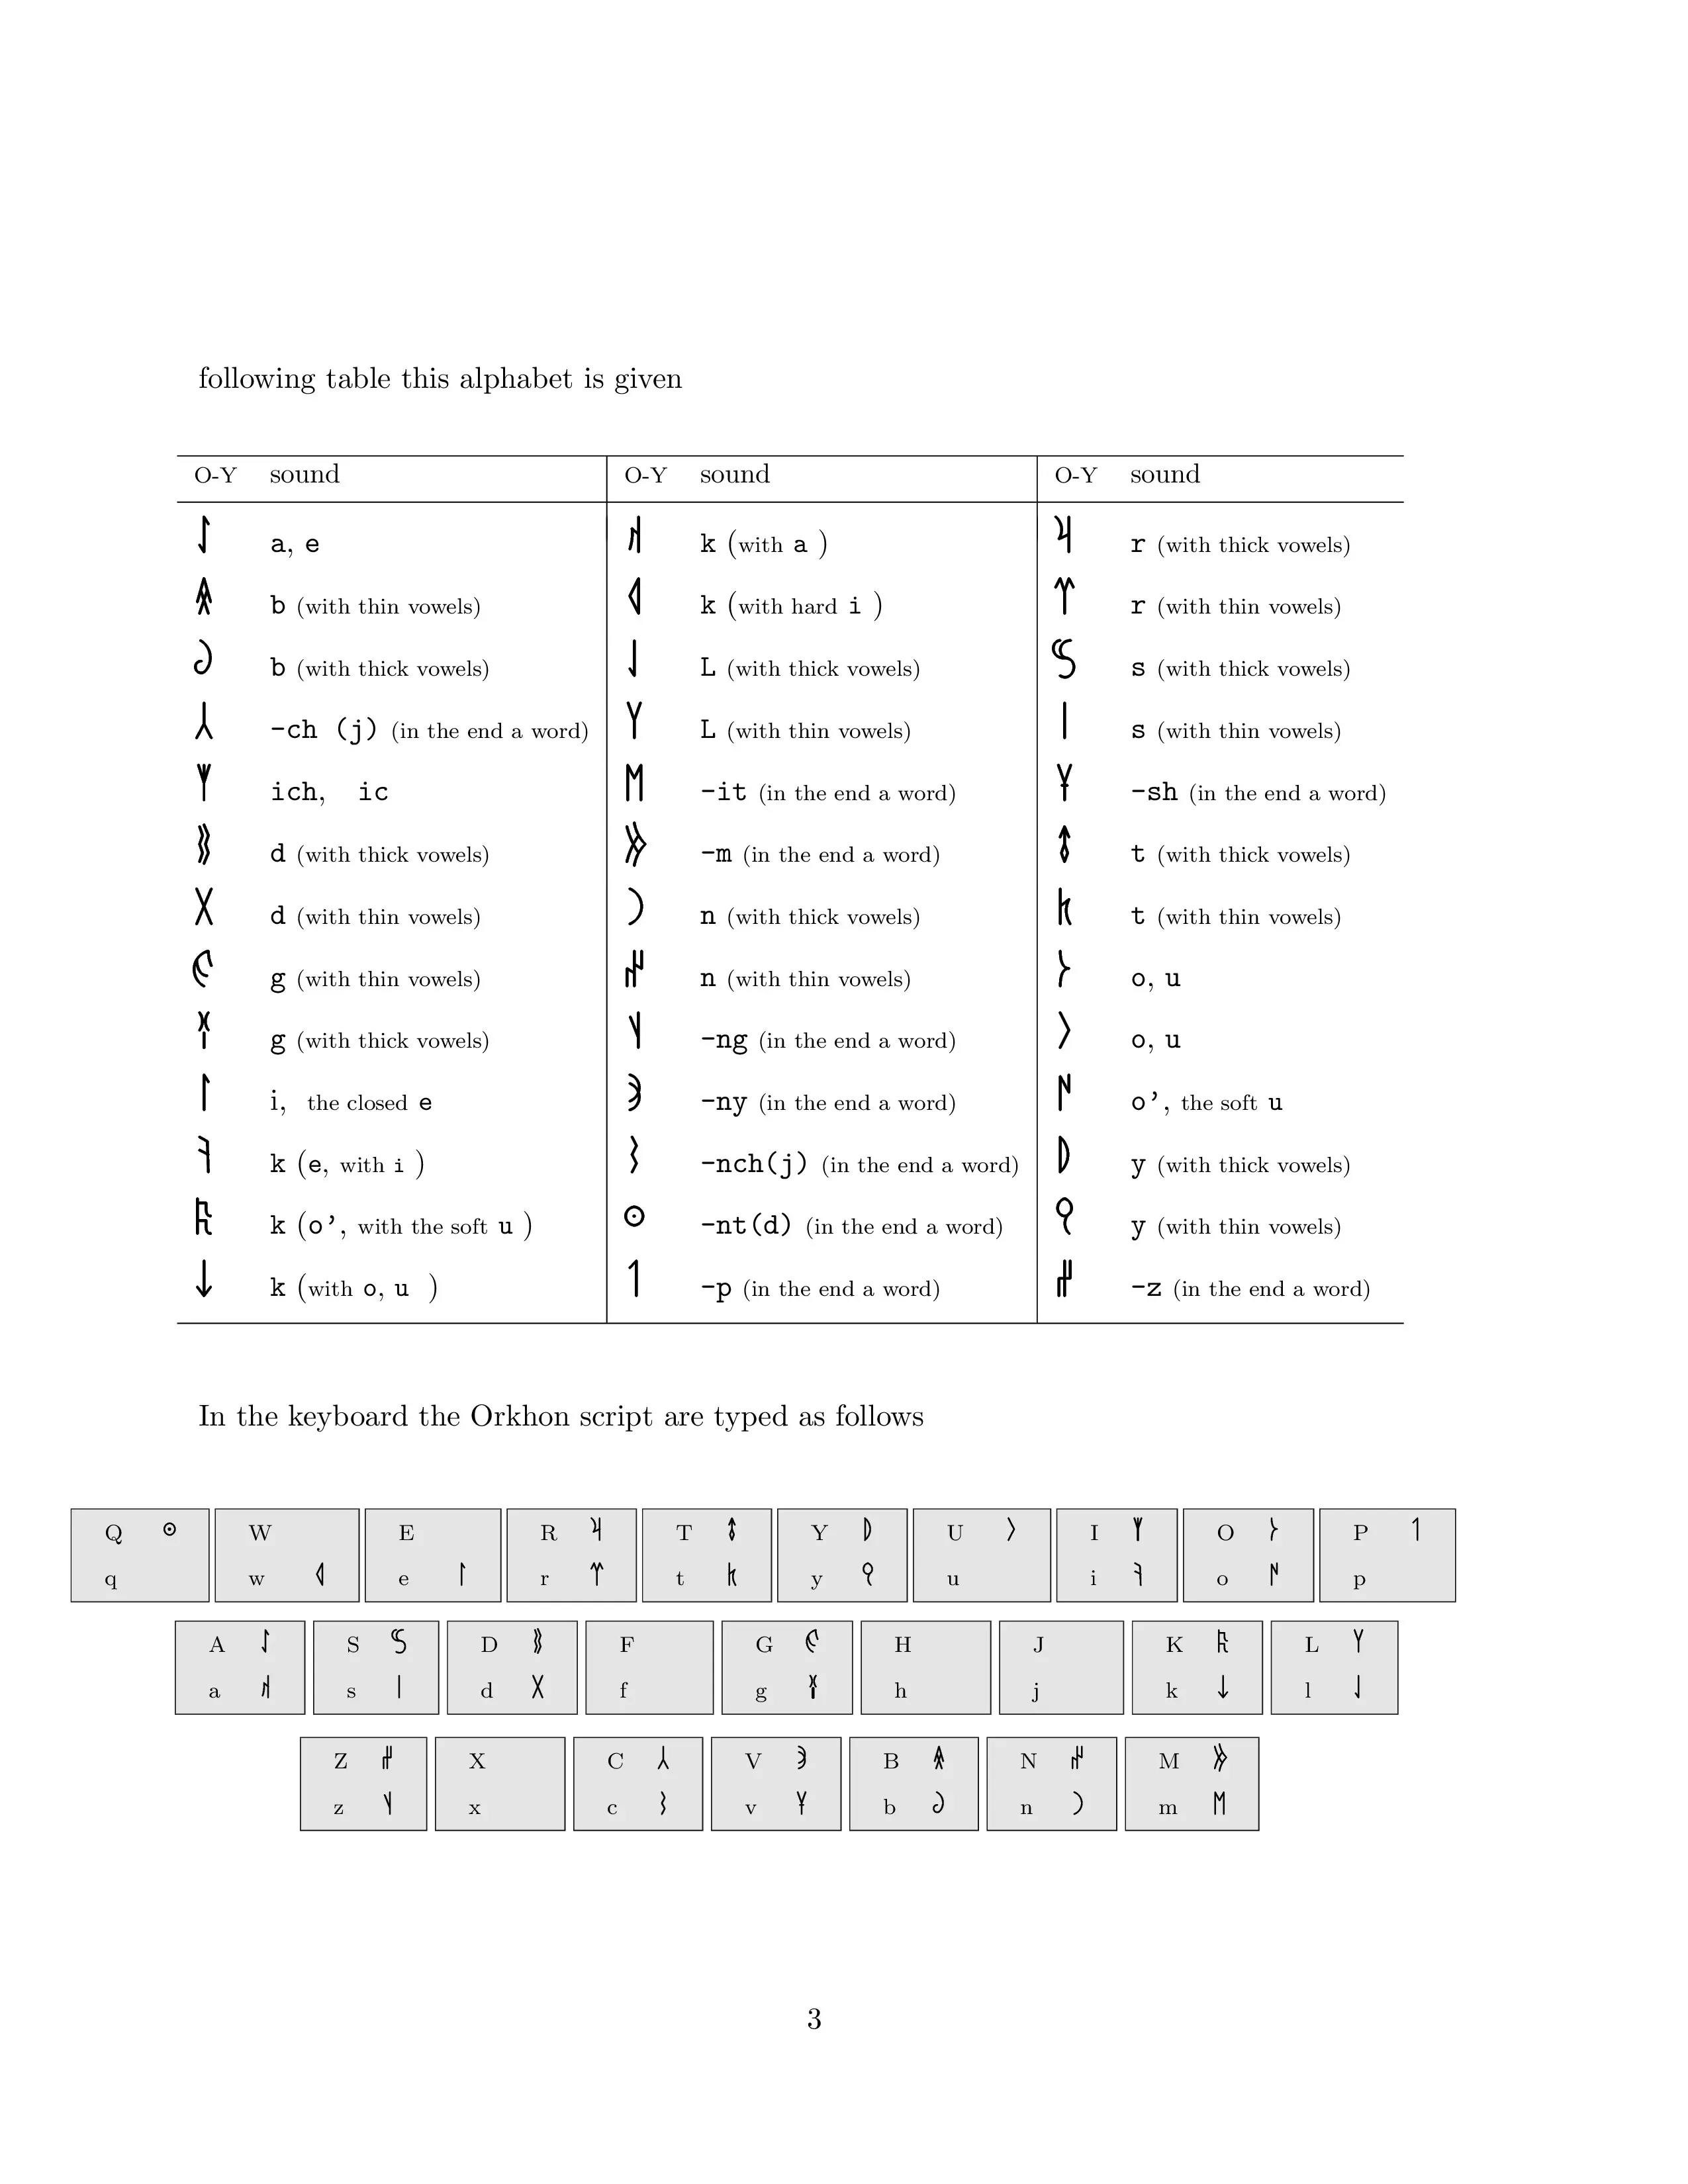 following table this alphabet is given
O-Y sound O-Y sound O-Y sound
𐰀 a, e 𐰴 k (with a ) 𐰺 r (with thick vowels)
𐰋 b (with thin vowels) 𐰶 k (with hard i ) 𐰼 r (with thin vowels)
𐰉 b (with thick vowels) 𐰞 L (with thick vowels) 𐰽 s (with thick vowels)
𐰲 -ch (j) (in the end a word) 𐰠 L (with thin vowels) 𐰾 s (with thin vowels)
𐰱 ich, ic 𐰡 -it (in the end a word) 𐱁 -sh (in the end a word)
𐰑 d (with thick vowels) 𐰢 -m (in the end a word) 𐱃 t (with thick vowels)
𐰓 d (with thin vowels) 𐰣 n (with thick vowels) 𐱅 t (with thin vowels)
𐰏 g (with thin vowels) 𐰤 n (with thin vowels) o, u
𐰍 g (with thick vowels) 𐰭 -ng (in the end a word) 𐰆 o, u
𐰃 i, the closed e 𐰪 -ny (in the end a word) 𐰇 o', the soft u
𐰚 k (e, with i ) 𐰨 -nch(j) (in the end a word) 𐰖 y (with thick vowels)
𐰜 k (o', with the soft u ) 𐰦 -nt(d) (in the end a word) 𐰘 y (with thin vowels)
𐰸 k (with o, u ) 𐰯 -p (in the end a word) 𐰔 -z (in the end a word)
In the keyboard the Orkhon script are typed as follows
Q 𐰦 W E R 𐰺 T 𐱃 Y 𐰖 U 𐰆 I 𐰱 O P 𐰯
q w 𐰶 e 𐰃 r 𐰼 t 𐱅 y 𐰘 u i 𐰚 o 𐰇 p
A 𐰀 S 𐰽 D 𐰑 F G 𐰏 H J K 𐰜 L 𐰠
a 𐰴 s 𐰾 d 𐰓 f g 𐰍 h j k 𐰸 l 𐰞
Z 𐰔 X C 𐰲 V 𐰪 B 𐰋 N 𐰤 M 𐰢
z 𐰭 x c 𐰨 v 𐱁 b 𐰉 n 𐰣 m 𐰡
3